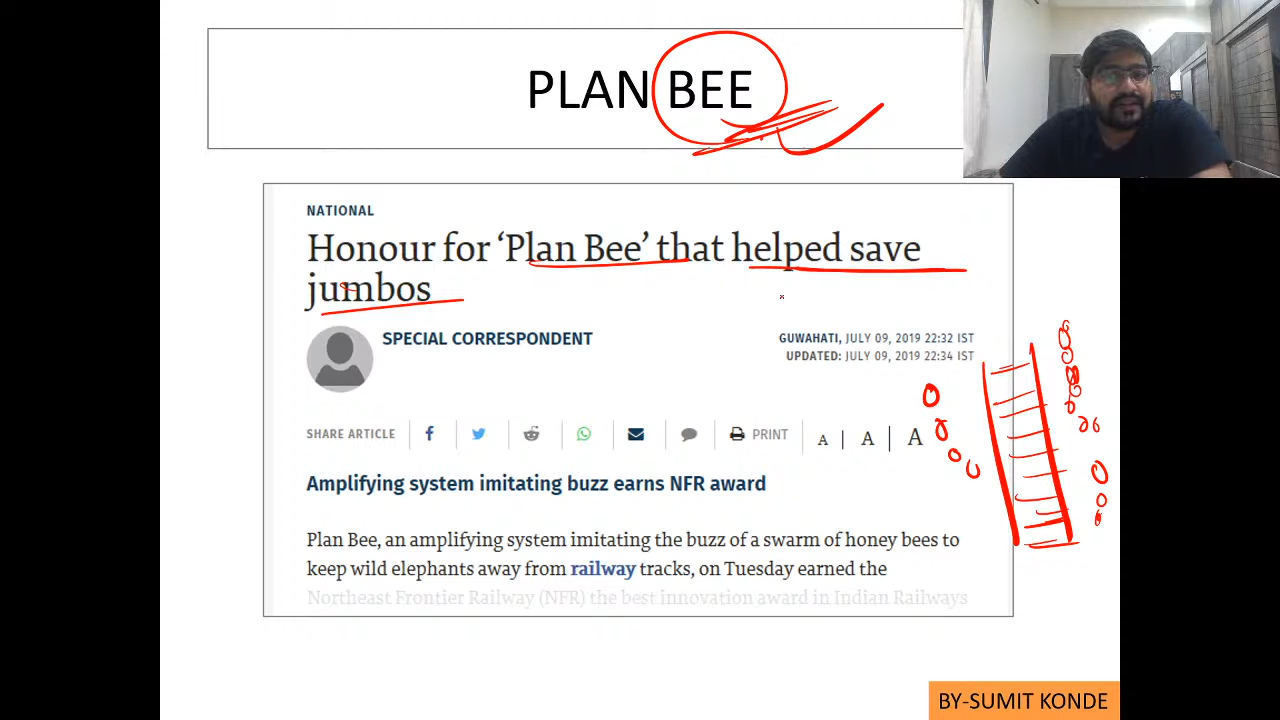 PLAN BEE
NATIONAL
Honour for ‘Plan Bee’ that helped save
jumbos
SPECIAL CORRESPONDENT
GUWAHATI, JULY 09, 2019 22:32 IST
UPDATED: JULY 09, 2019 22:34 IST
SHARE ARTICLE PRINT A A A
Amplifying system imitating buzz earns NFR award
Plan Bee, an amplifying system imitating the buzz of a swarm of honey bees to
keep wild elephants away from railway tracks, on Tuesday earned the
Northeast Frontier Railway (NFR) the best innovation award in Indian Railways
BY-SUMIT KONDE